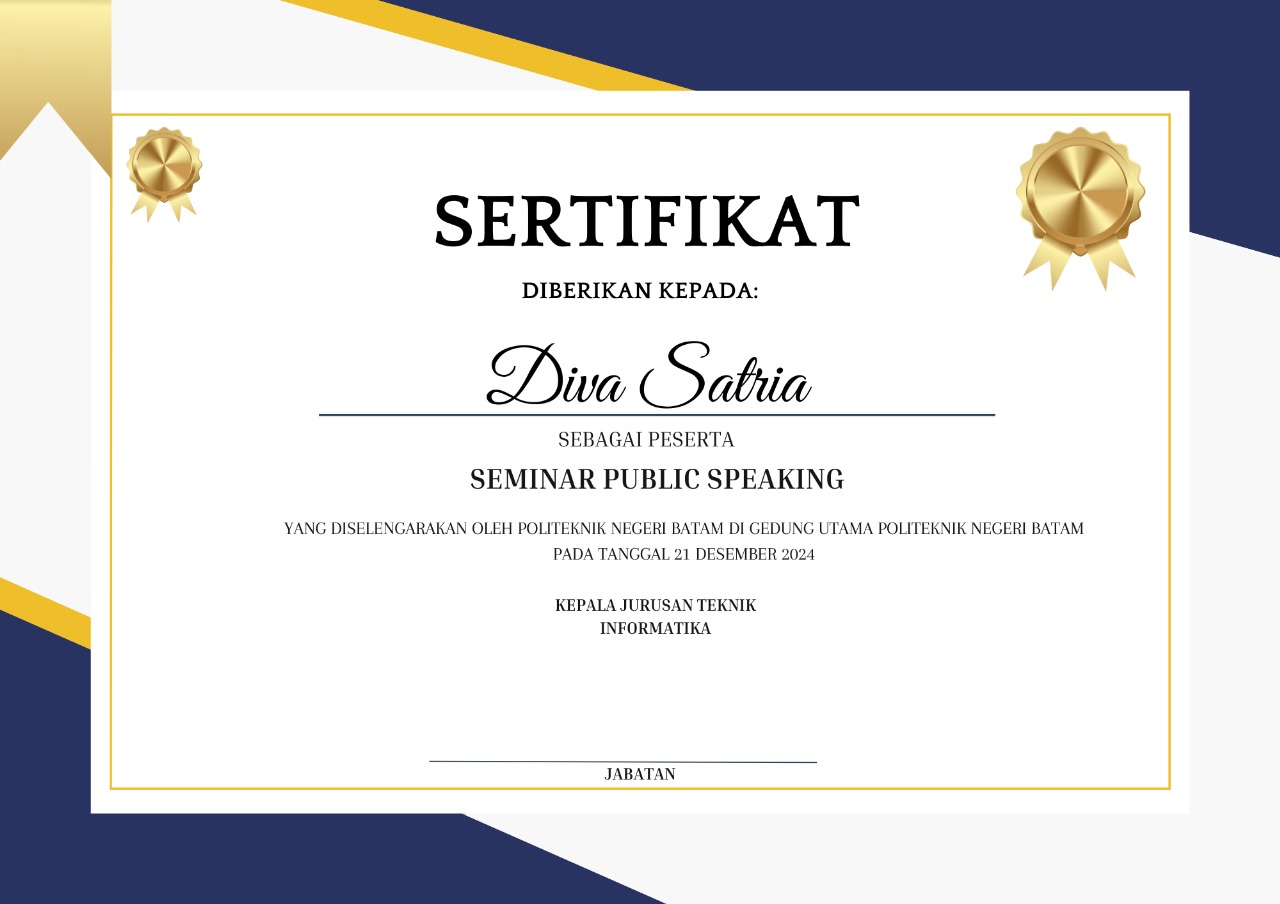 SERTIFIKAT
DIBERIKAN KEPADA:
Diva Satria
SEBAGAI PESERTA
SEMINAR PUBLIC SPEAKING
YANG DISELENGARAKAN OLEH POLITEKNIK NEGERI BATAM DI GEDUNG UTAMA POLITEKNIK NEGERI BATAM
PADA TANGGAL 21 DESEMBER 2024
KEPALA JURUSAN TEKNIK
INFORMATIKA
JABATAN